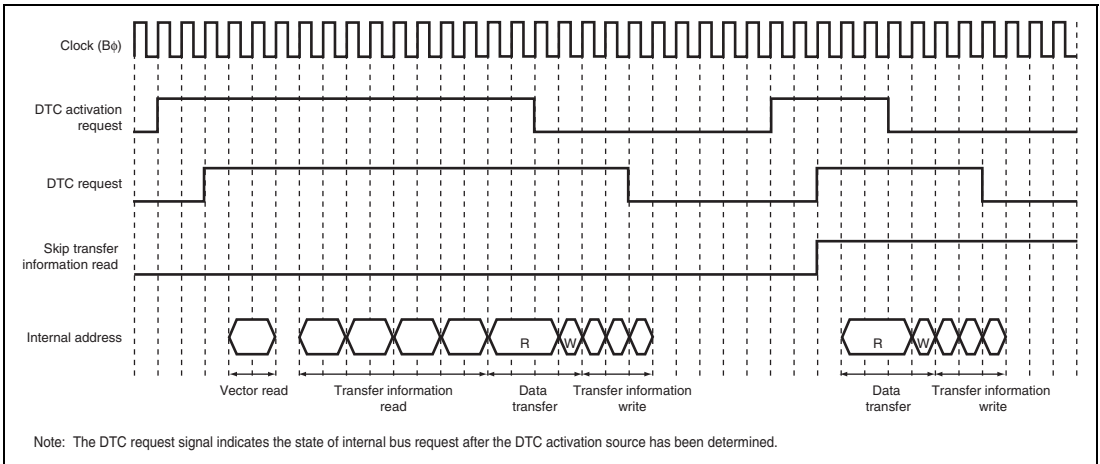 Clock (Bφ)
DTC activation
request
DTC request
Skip transfer
information read
Internal address
R
W
R
W
Vector read
Transfer information
read
Data
transfer
Transfer information
write
Data
transfer
Transfer information
write
Note: The DTC request signal indicates the state of internal bus request after the DTC activation source has been determined.